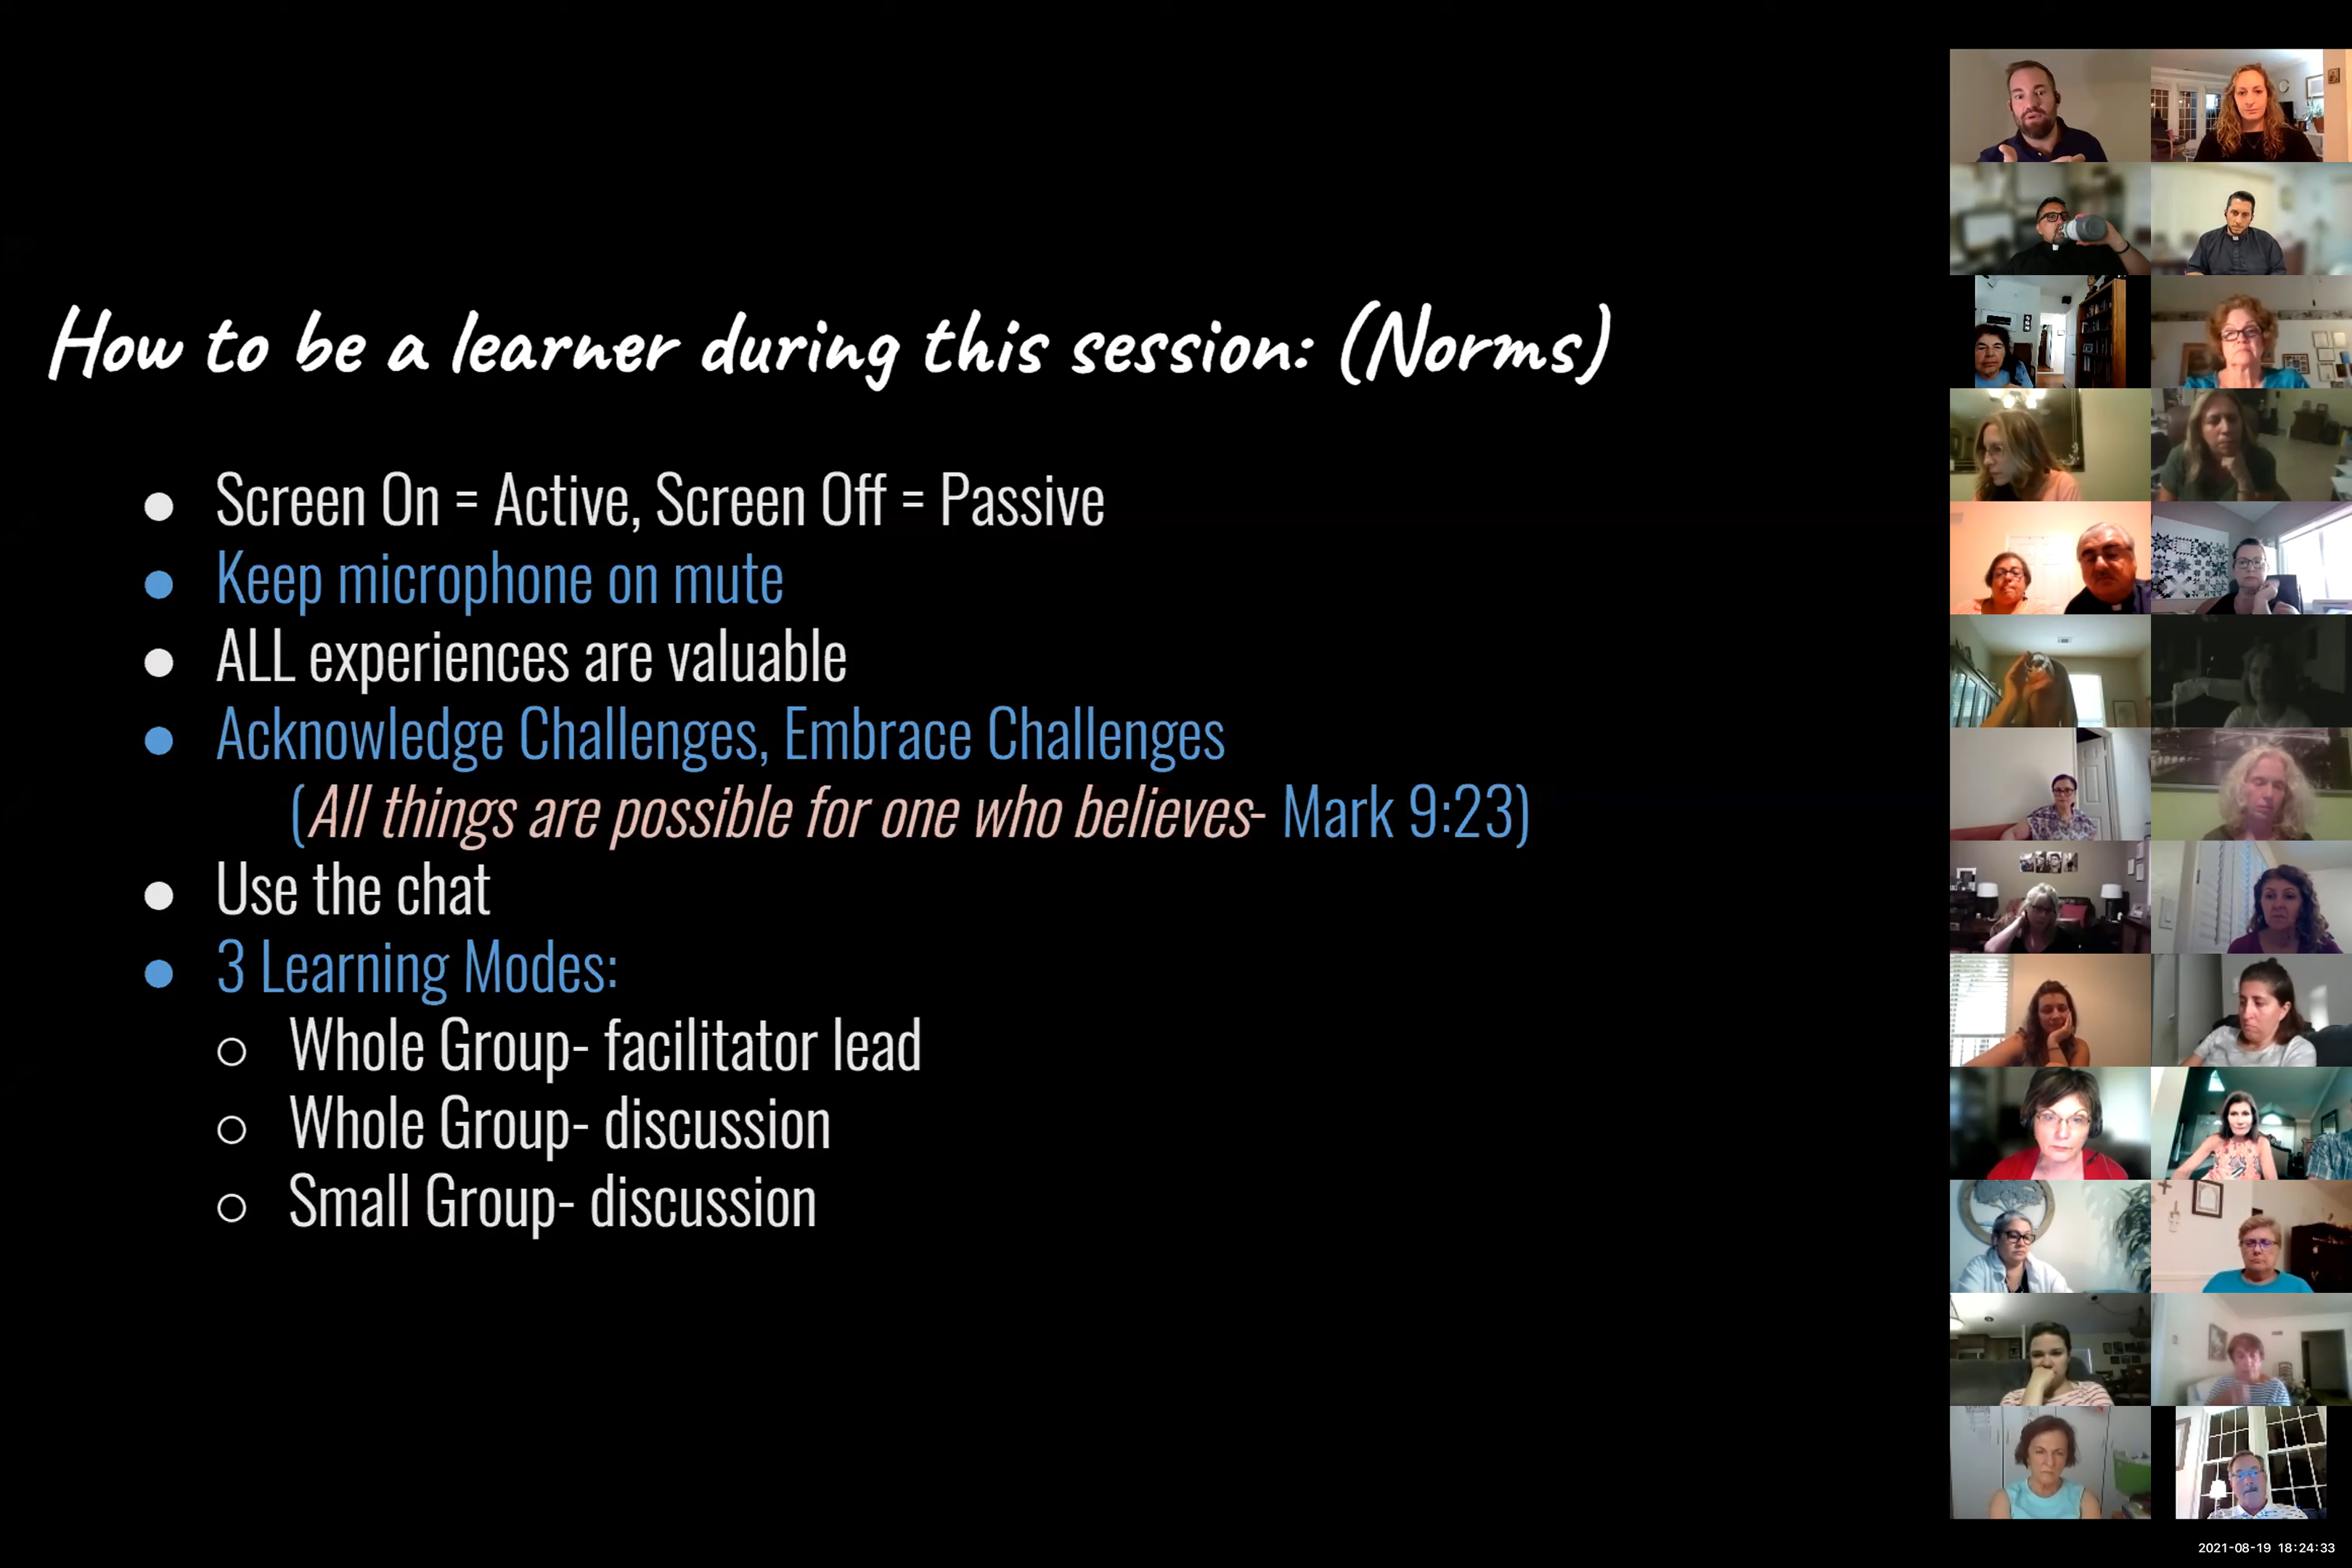 How to be a learner during this session: (Norms)
Screen On = Active, Screen Off = Passive
Keep microphone on mute
ALL experiences are valuable
Acknowledge Challenges, Embrace Challenges
(All things are possible for one who believes- Mark 9:23)
Use the chat
3 Learning Modes:
Whole Group- facilitator lead
Whole Group- discussion
Small Group- discussion
2021-08-19 18:24:33